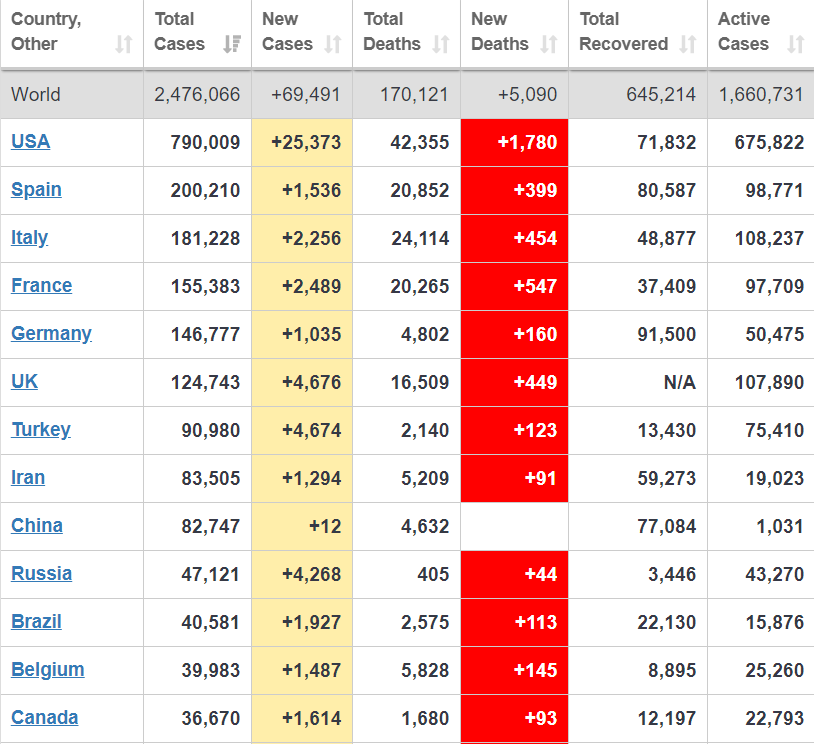 Country, Other Total Cases New Cases Total Deaths New Deaths Total Recovered Active Cases
World 2,476,066 +69,491 170,121 +5,090 645,214 1,660,731
USA 790,009 +25,373 42,355 +1,780 71,832 675,822
Spain 200,210 +1,536 20,852 +399 80,587 98,771
Italy 181,228 +2,256 24,114 +454 48,877 108,237
France 155,383 +2,489 20,265 +547 37,409 97,709
Germany 146,777 +1,035 4,802 +160 91,500 50,475
UK 124,743 +4,676 16,509 +449 N/A 107,890
Turkey 90,980 +4,674 2,140 +123 13,430 75,410
Iran 83,505 +1,294 5,209 +91 59,273 19,023
China 82,747 +12 4,632 77,084 1,031
Russia 47,121 +4,268 405 +44 3,446 43,270
Brazil 40,581 +1,927 2,575 +113 22,130 15,876
Belgium 39,983 +1,487 5,828 +145 8,895 25,260
Canada 36,670 +1,614 1,680 +93 12,197 22,793